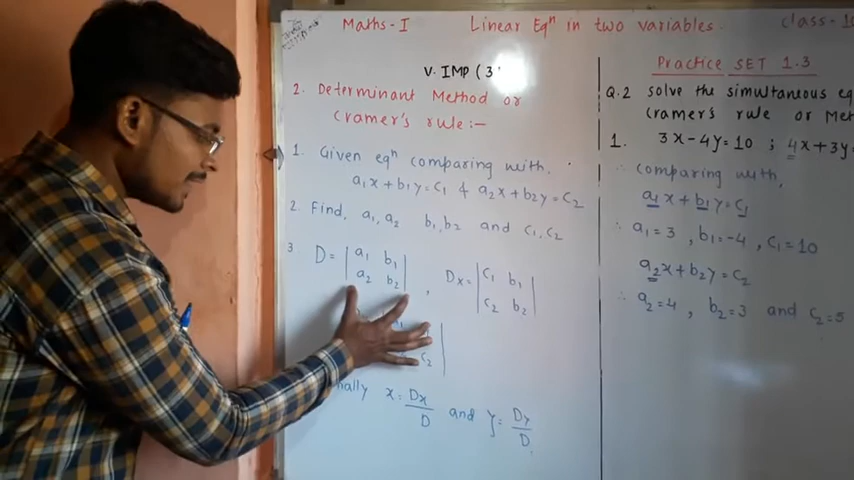 Maths-I Linear Eqⁿ in two variables. Class-10
V.IMP (3
2. Determinant Method or
Cramer's rule :-
1. Given eqⁿ comparing with.
a₁x + b₁y = c₁ & a₂x + b₂y = c₂
2. Find. a₁, a₂ b₁, b₂ and c₁, c₂
3. D = | a₁ b₁ |
| a₂ b₂ | , Dx = | c₁ b₁ |
| c₂ b₂ |
c₁ |
c₂ |
nally x = Dx/D and y = Dy/D
Practice SET 1.3
Q.2 solve the simultaneous eq
Cramer's rule or Met
1. 3x-4y=10 ; 4x+3y=
∴ comparing with,
a₁x + b₁y = c₁
∴ a₁ = 3 , b₁ = -4 , c₁ = 10
a₂x + b₂y = c₂
∴ a₂ = 4 , b₂ = 3 and c₂ = 5